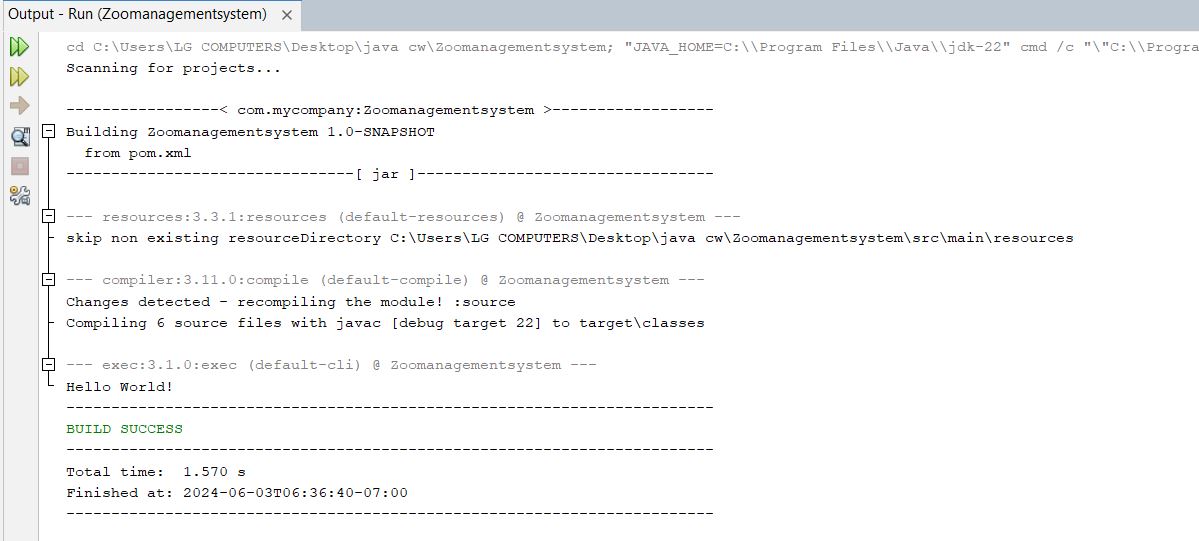 Output - Run (Zoomanagementsystem) ×
cd C:\Users\LG COMPUTERS\Desktop\java cw\Zoomanagementsystem; "JAVA_HOME=C:\\Program Files\\Java\\jdk-22" cmd /c "\"C:\\Progra
Scanning for projects...
-----------------< com.mycompany:Zoomanagementsystem >------------------
Building Zoomanagementsystem 1.0-SNAPSHOT
from pom.xml
--------------------------------[ jar ]---------------------------------
--- resources:3.3.1:resources (default-resources) @ Zoomanagementsystem ---
skip non existing resourceDirectory C:\Users\LG COMPUTERS\Desktop\java cw\Zoomanagementsystem\src\main\resources
--- compiler:3.11.0:compile (default-compile) @ Zoomanagementsystem ---
Changes detected - recompiling the module! :source
Compiling 6 source files with javac [debug target 22] to target\classes
--- exec:3.1.0:exec (default-cli) @ Zoomanagementsystem ---
Hello World!
------------------------------------------------------------------------
BUILD SUCCESS
------------------------------------------------------------------------
Total time:  1.570 s
Finished at: 2024-06-03T06:36:40-07:00
------------------------------------------------------------------------